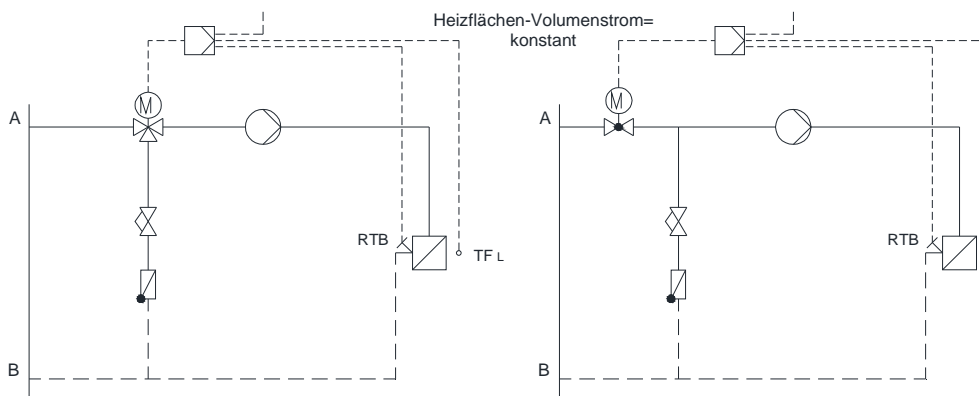 Heizflächen-Volumenstrom=
konstant
M
M
A
A
RTB
TF L
RTB
B
B